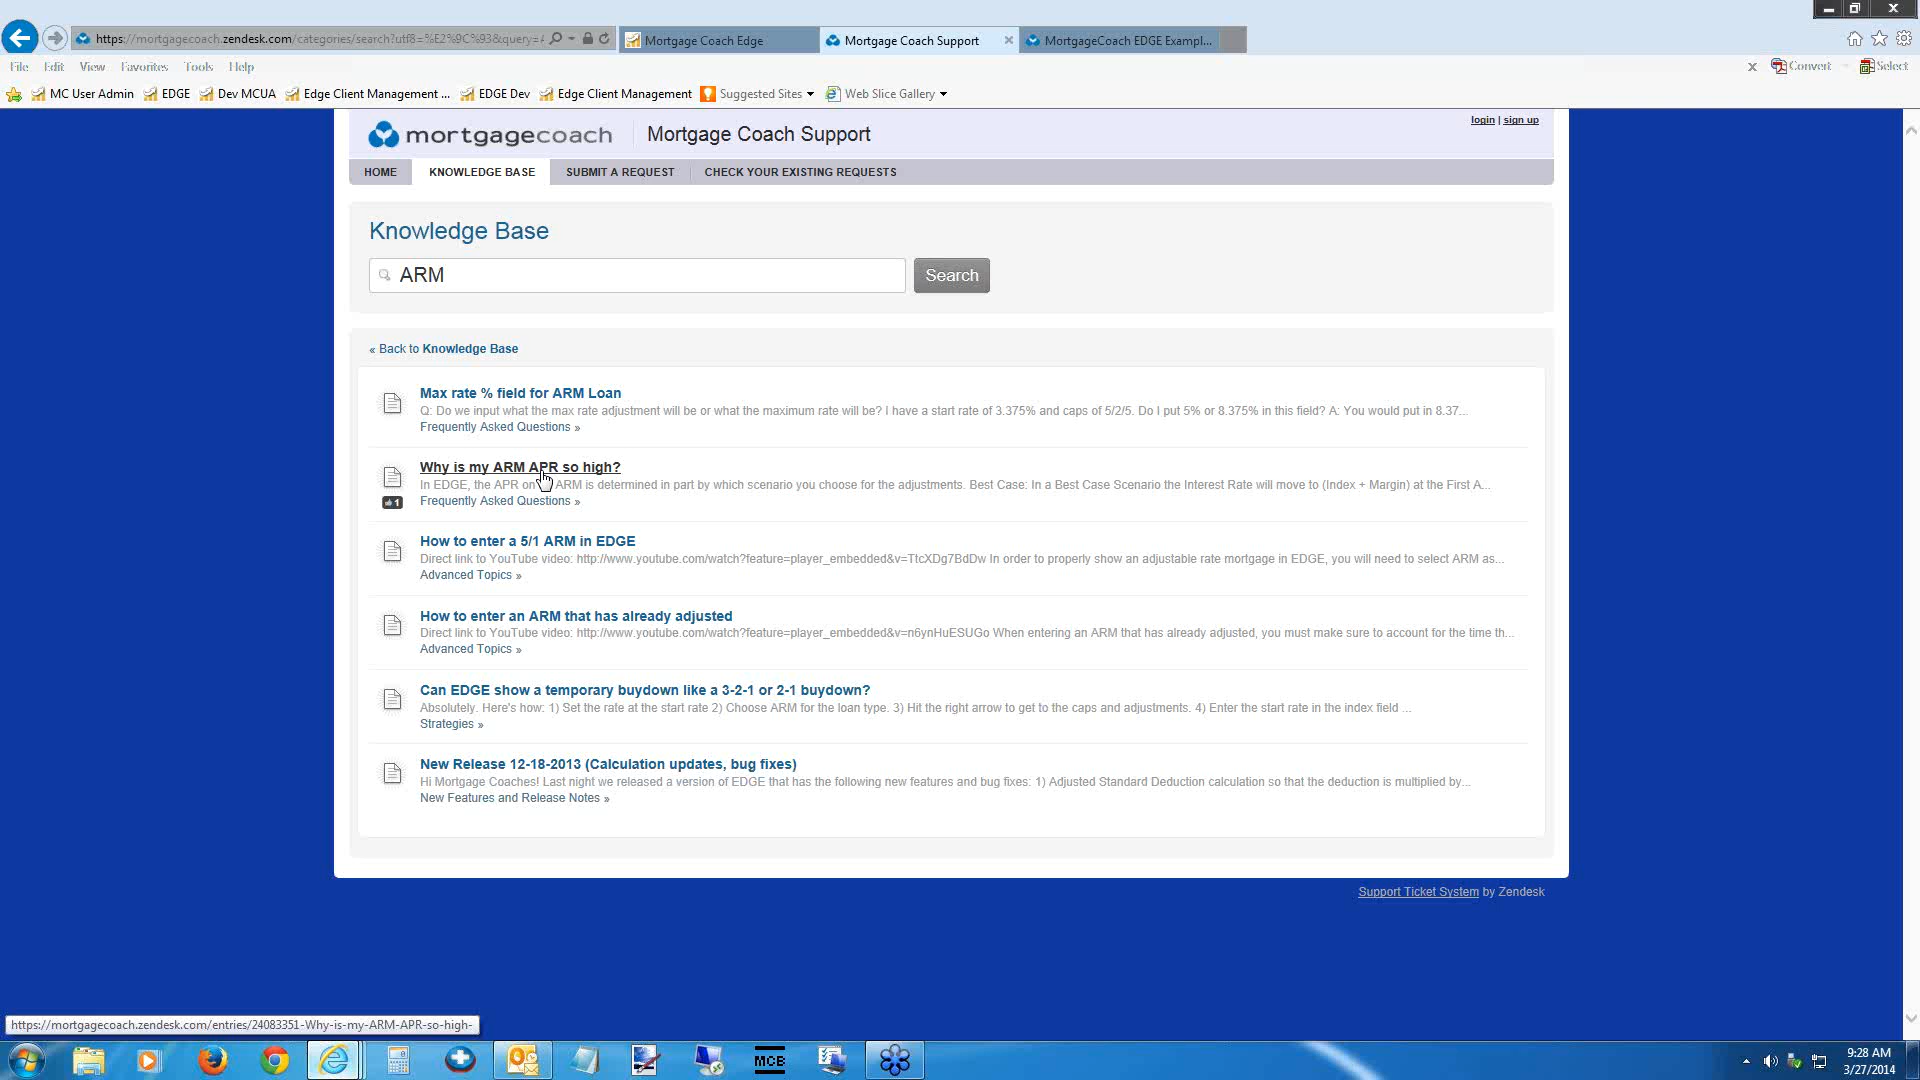 https://mortgagecoach.zendesk.com/categories/search?utf8=%E2%9C%93&query=A
Mortgage Coach Edge
Mortgage Coach Support
MortgageCoach EDGE Exampl...
File Edit View Favorites Tools Help
Convert
Select
MC User Admin
EDGE
Dev MCUA
Edge Client Management ...
EDGE Dev
Edge Client Management
Suggested Sites
Web Slice Gallery
mortgagecoach
Mortgage Coach Support
login | sign up
HOME
KNOWLEDGE BASE
SUBMIT A REQUEST
CHECK YOUR EXISTING REQUESTS
Knowledge Base
ARM
Search
« Back to Knowledge Base
Max rate % field for ARM Loan
Q: Do we input what the max rate adjustment will be or what the maximum rate will be? I have a start rate of 3.375% and caps of 5/2/5. Do I put 5% or 8.375% in this field? A: You would put in 8.37...
Frequently Asked Questions »
Why is my ARM APR so high?
In EDGE, the APR on ARM is determined in part by which scenario you choose for the adjustments. Best Case: In a Best Case Scenario the Interest Rate will move to (Index + Margin) at the First A...
1
Frequently Asked Questions »
How to enter a 5/1 ARM in EDGE
Direct link to YouTube video: http://www.youtube.com/watch?feature=player_embedded&v=TtcXDg7BdDw In order to properly show an adjustable rate mortgage in EDGE, you will need to select ARM as...
Advanced Topics »
How to enter an ARM that has already adjusted
Direct link to YouTube video: http://www.youtube.com/watch?feature=player_embedded&v=n6ynHuESUGo When entering an ARM that has already adjusted, you must make sure to account for the time th...
Advanced Topics »
Can EDGE show a temporary buydown like a 3-2-1 or 2-1 buydown?
Absolutely. Here's how: 1) Set the rate at the start rate 2) Choose ARM for the loan type. 3) Hit the right arrow to get to the caps and adjustments. 4) Enter the start rate in the index field ...
Strategies »
New Release 12-18-2013 (Calculation updates, bug fixes)
Hi Mortgage Coaches! Last night we released a version of EDGE that has the following new features and bug fixes: 1) Adjusted Standard Deduction calculation so that the deduction is multiplied by...
New Features and Release Notes »
Support Ticket System by Zendesk
https://mortgagecoach.zendesk.com/entries/24083351-Why-is-my-ARM-APR-so-high-
MCB
9:28 AM
3/27/2014